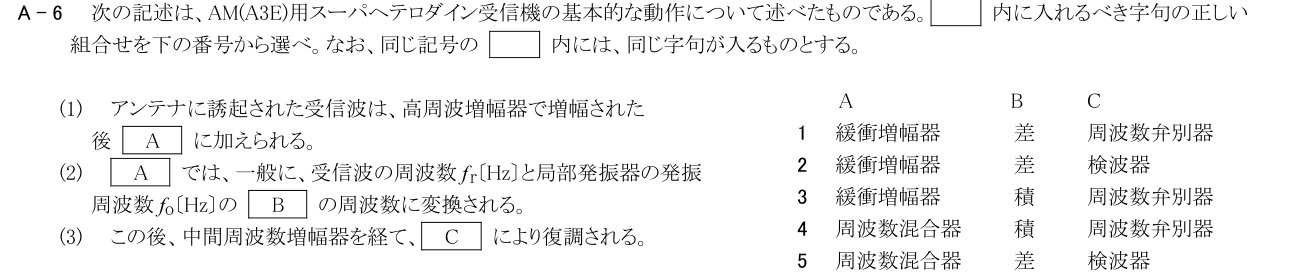 A－6 次の記述は、AM(A3E)用スーパヘテロダイン受信機の基本的な動作について述べたものである。 内に入れるべき字句の正しい
組合せを下の番号から選べ。なお、同じ記号の 内には、同じ字句が入るものとする。
(1) アンテナに誘起された受信波は、高周波増幅器で増幅された
後 A に加えられる。
(2) A では、一般に、受信波の周波数fr〔Hz〕と局部発振器の発振
周波数fo〔Hz〕の B の周波数に変換される。
(3) この後、中間周波数増幅器を経て、 C により復調される。
A B C
1 緩衝増幅器 差 周波数弁別器
2 緩衝増幅器 差 検波器
3 緩衝増幅器 積 周波数弁別器
4 周波数混合器 積 周波数弁別器
5 周波数混合器 差 検波器